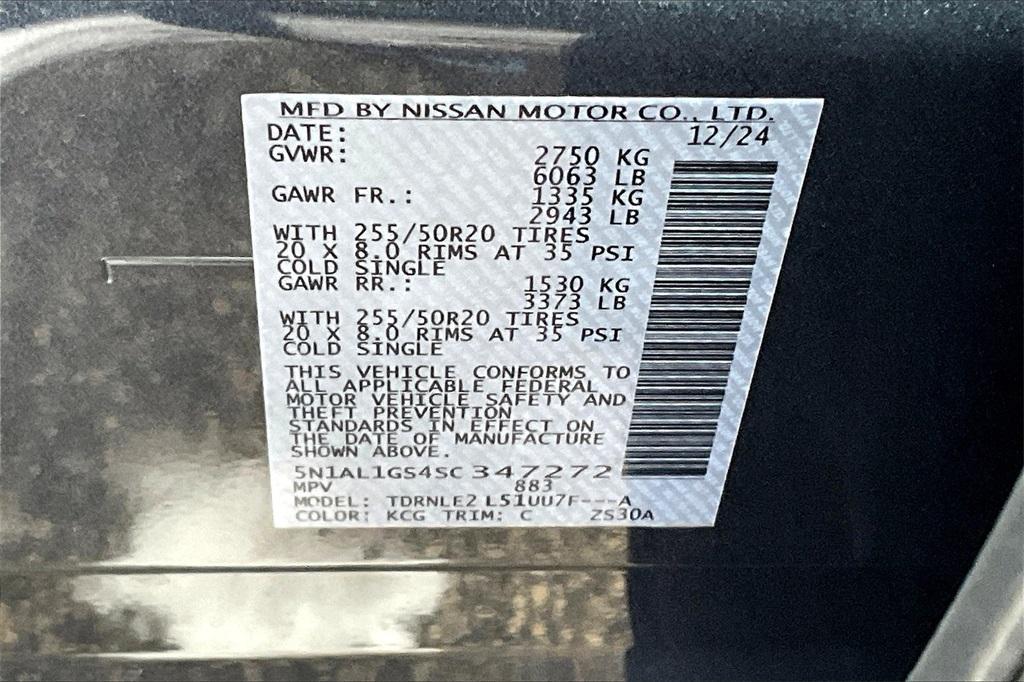 MFD BY NISSAN MOTOR CO., LTD.
DATE: 12/24
GVWR: 2750 KG
6063 LB
GAWR FR.: 1335 KG
2943 LB
WITH 255/50R20 TIRES
20 X 8.0 RIMS AT 35 PSI
COLD SINGLE
GAWR RR.: 1530 KG
3373 LB
WITH 255/50R20 TIRES
20 X 8.0 RIMS AT 35 PSI
COLD SINGLE
THIS VEHICLE CONFORMS TO
ALL APPLICABLE FEDERAL
MOTOR VEHICLE SAFETY AND
THEFT PREVENTION
STANDARDS IN EFFECT ON
THE DATE OF MANUFACTURE
SHOWN ABOVE.
5N1AL1GS4SC347272
MPV 883
MODEL: TDRNLE2 L51UU7F---A
COLOR: KCG TRIM: C ZS30A